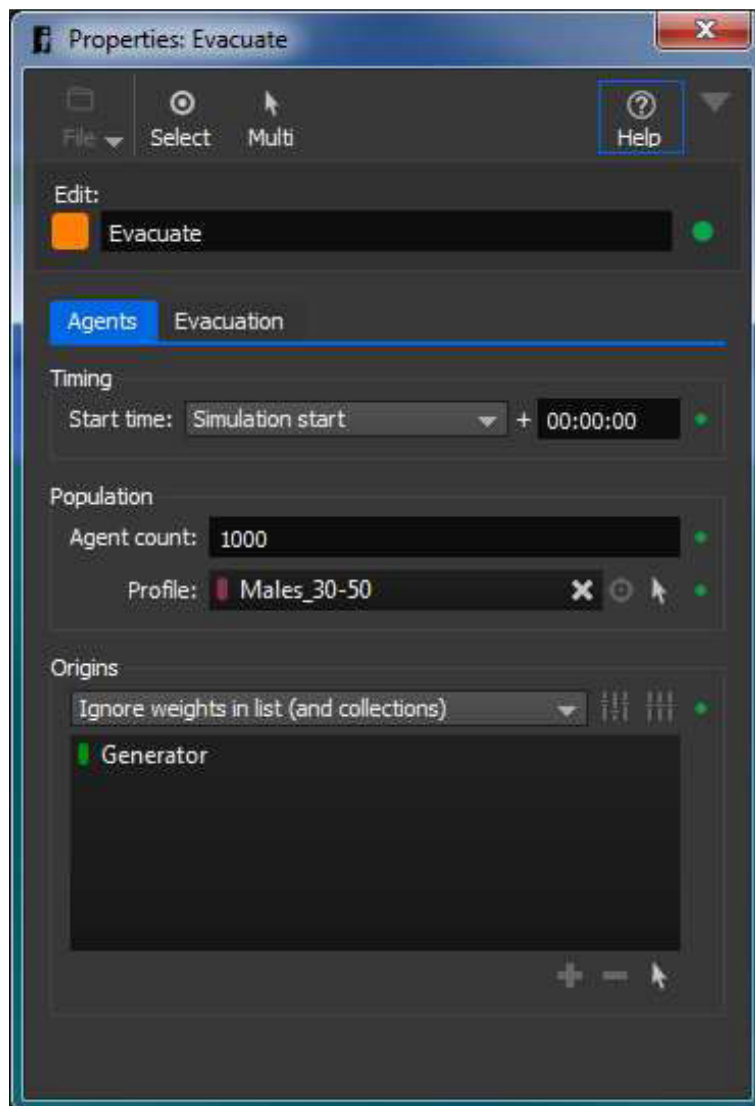 Properties: Evacuate
File Select Multi Help
Edit:
Evacuate
Agents Evacuation
Timing
Start time: Simulation start + 00:00:00
Population
Agent count: 1000
Profile: Males_30-50
Origins
Ignore weights in list (and collections)
Generator